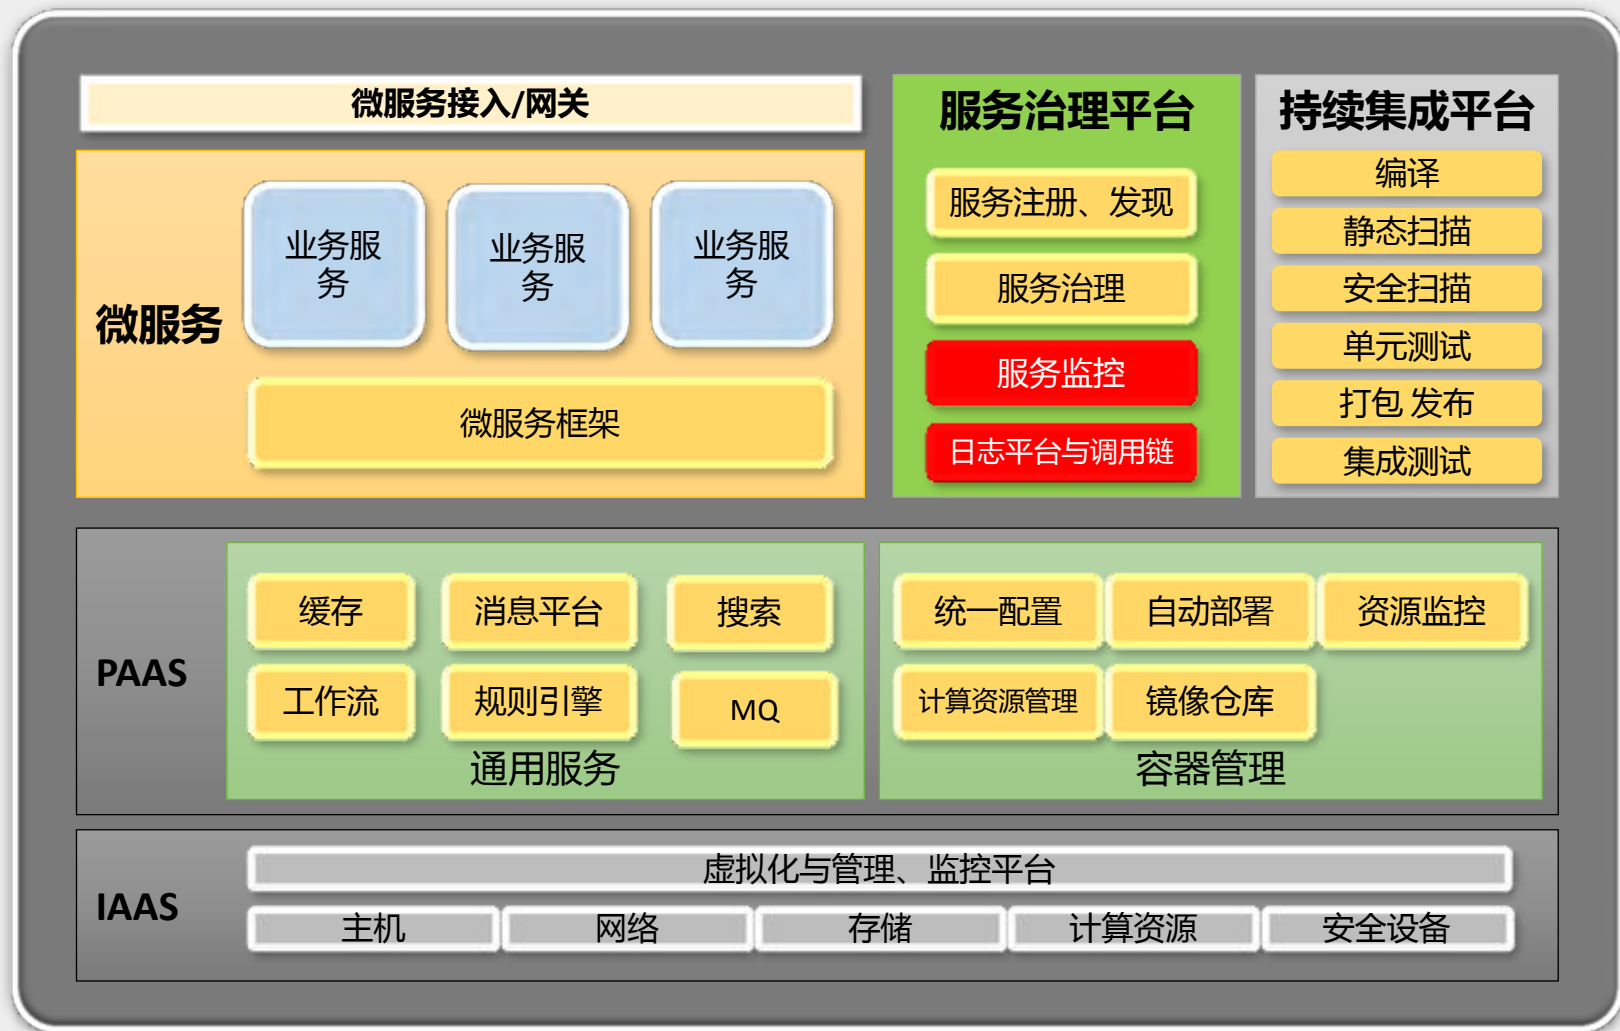 微服务接入/网关
微服务
业务服
务
业务服
务
业务服
务
微服务框架
服务治理平台
服务注册、发现
服务治理
服务监控
日志平台与调用链
持续集成平台
编译
静态扫描
安全扫描
单元测试
打包 发布
集成测试
PAAS
缓存
消息平台
搜索
工作流
规则引擎
MQ
通用服务
统一配置
自动部署
资源监控
计算资源管理
镜像仓库
容器管理
IAAS
虚拟化与管理、监控平台
主机
网络
存储
计算资源
安全设备